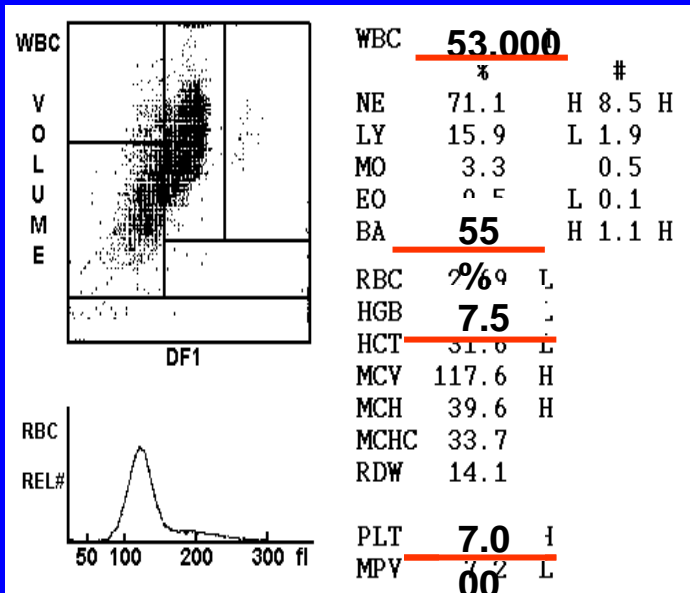 WBC
V
O
L
U
M
E
DF1
RBC
REL#
50 100 200 300 fl
WBC 53.000
% #
NE 71.1 H 8.5 H
LY 15.9 L 1.9
MO 3.3 0.5
EO L 0.1
BA 55 H 1.1 H
RBC % L
HGB 7.5
HCT 31.6 L
MCV 117.6 H
MCH 39.6 H
MCHC 33.7
RDW 14.1
PLT 7.0
MPV 00 L